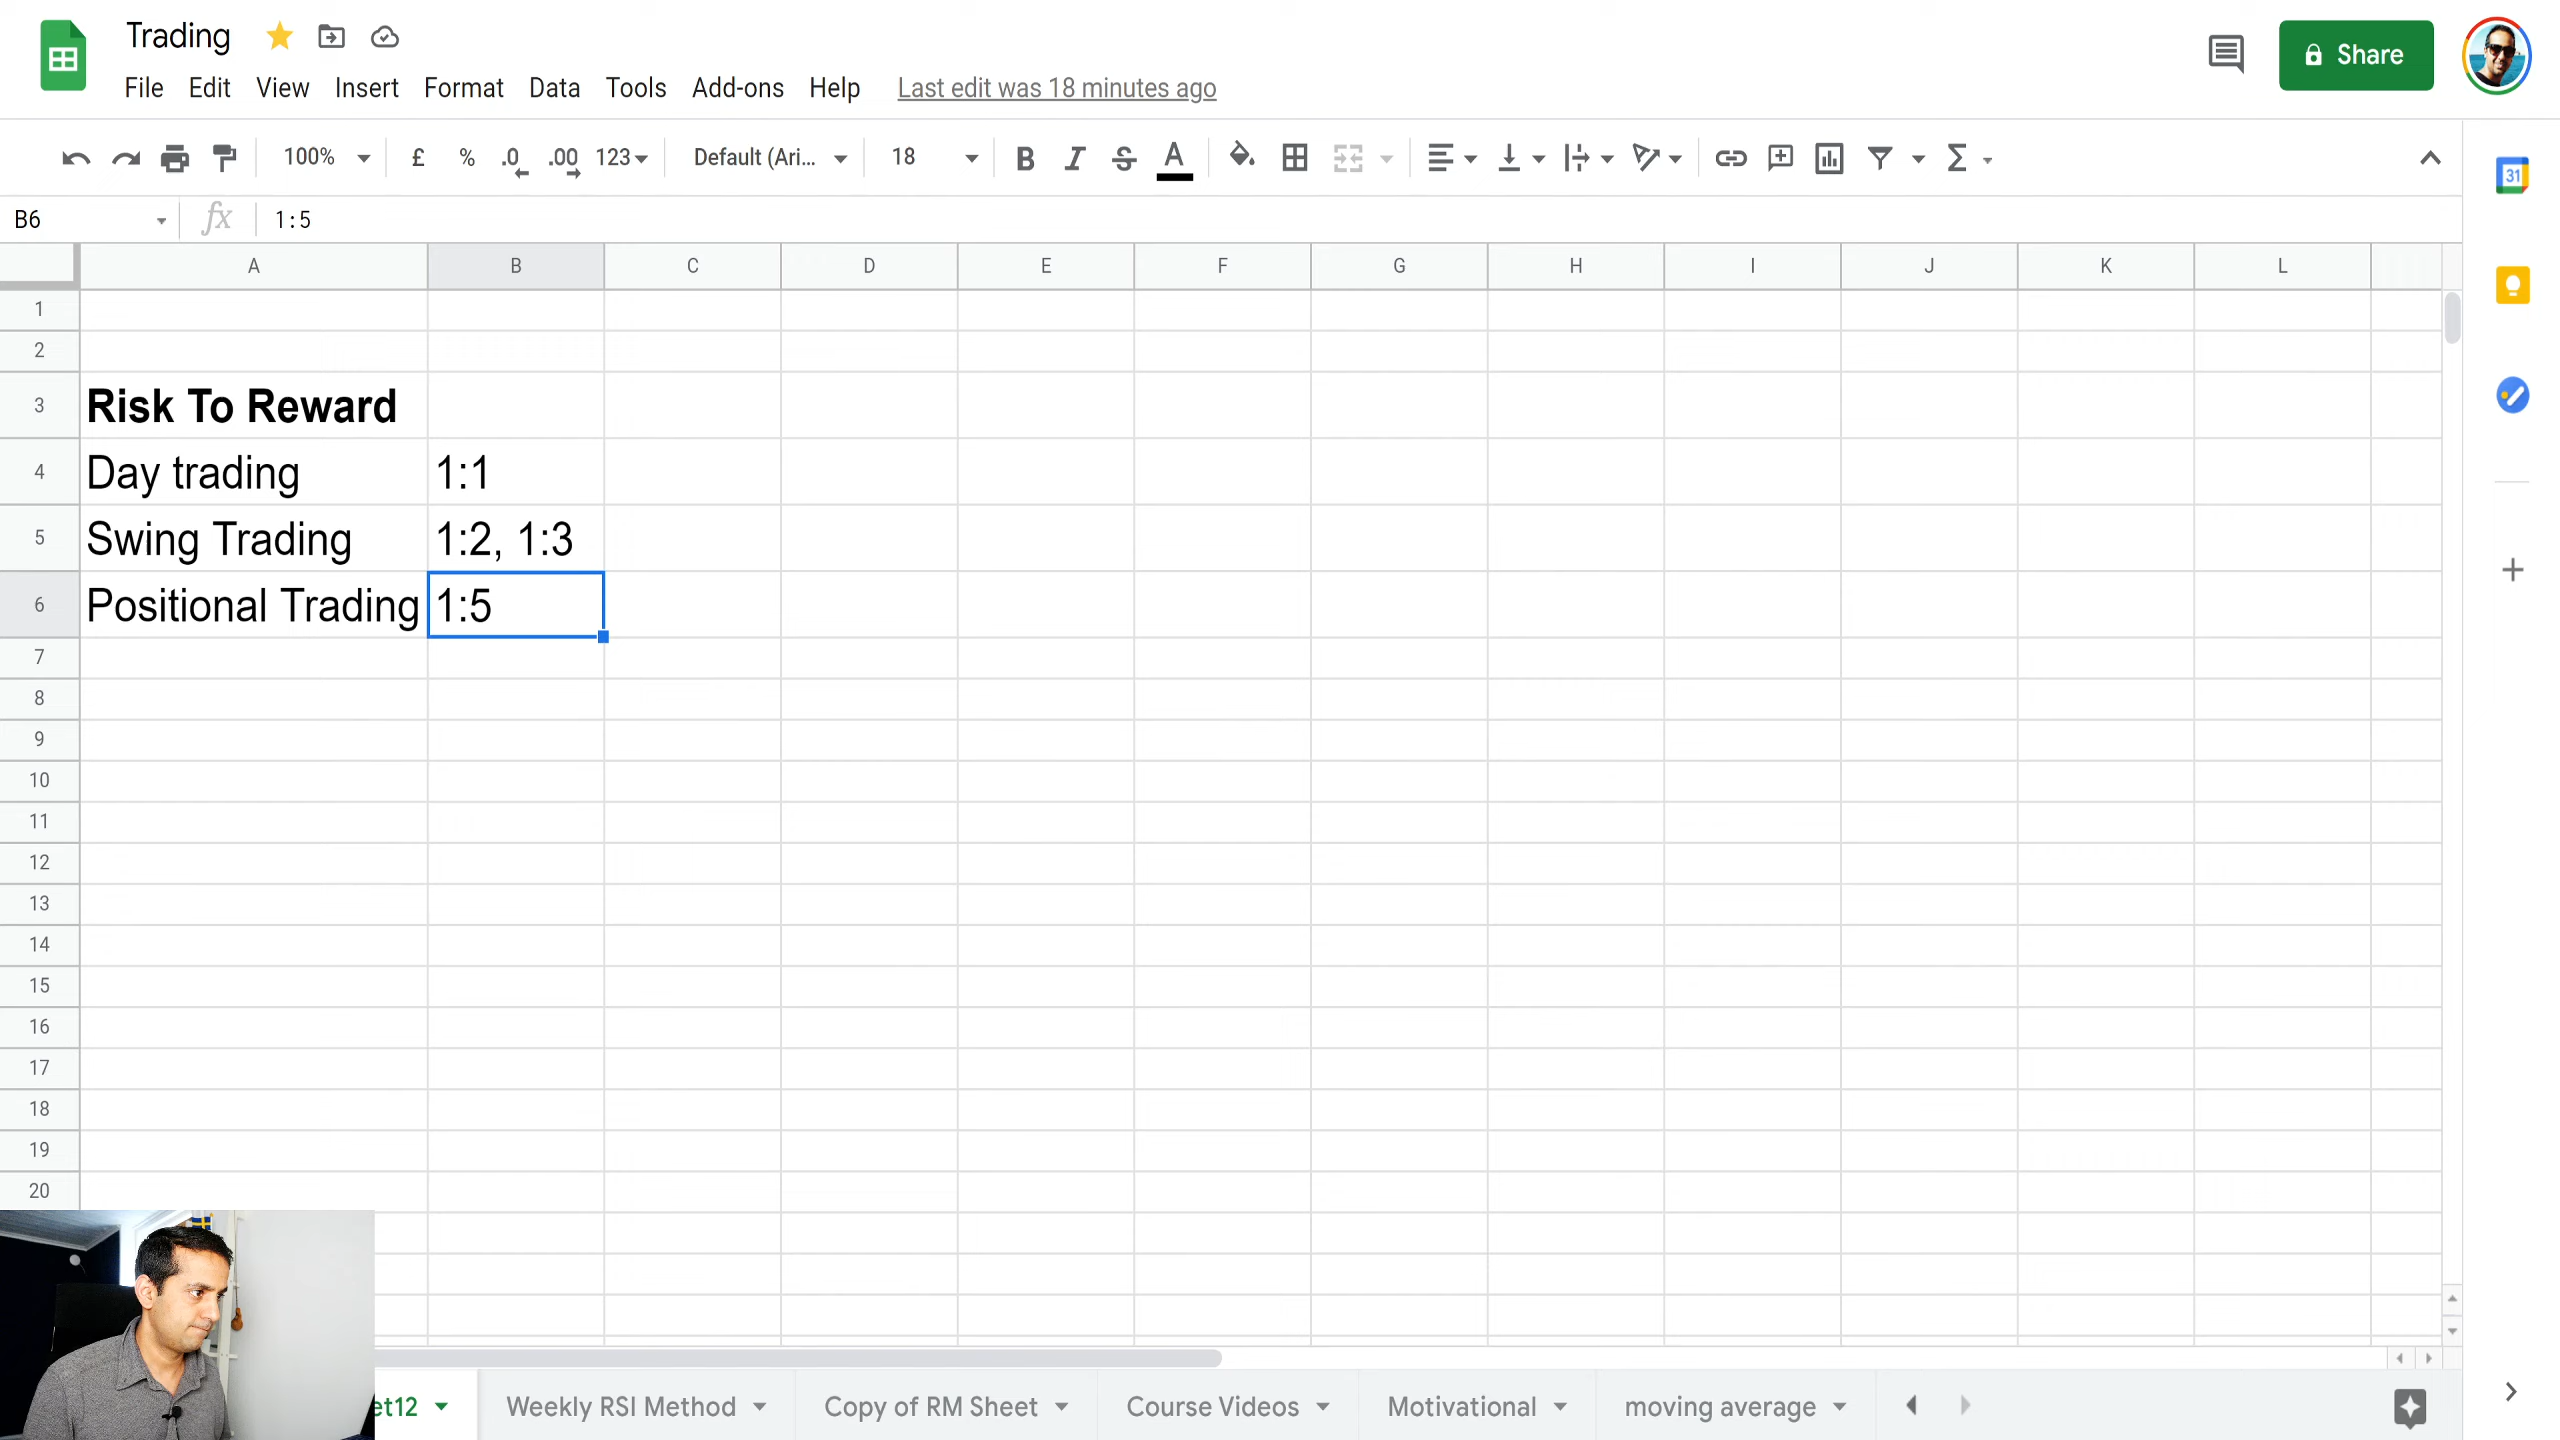 Trading
File Edit View Insert Format Data Tools Add-ons Help Last edit was 18 minutes ago
Share
100% £ % .0 .00 123 Default (Ari... 18 B I S A Σ
31
B6 fx 1:5
A B C D E F G H I J K L
1
2
3 Risk To Reward
4 Day trading 1:1
5 Swing Trading 1:2, 1:3
6 Positional Trading 1:5
7
8
9
10
11
12
13
14
15
16
17
18
19
20
et12 Weekly RSI Method Copy of RM Sheet Course Videos Motivational moving average